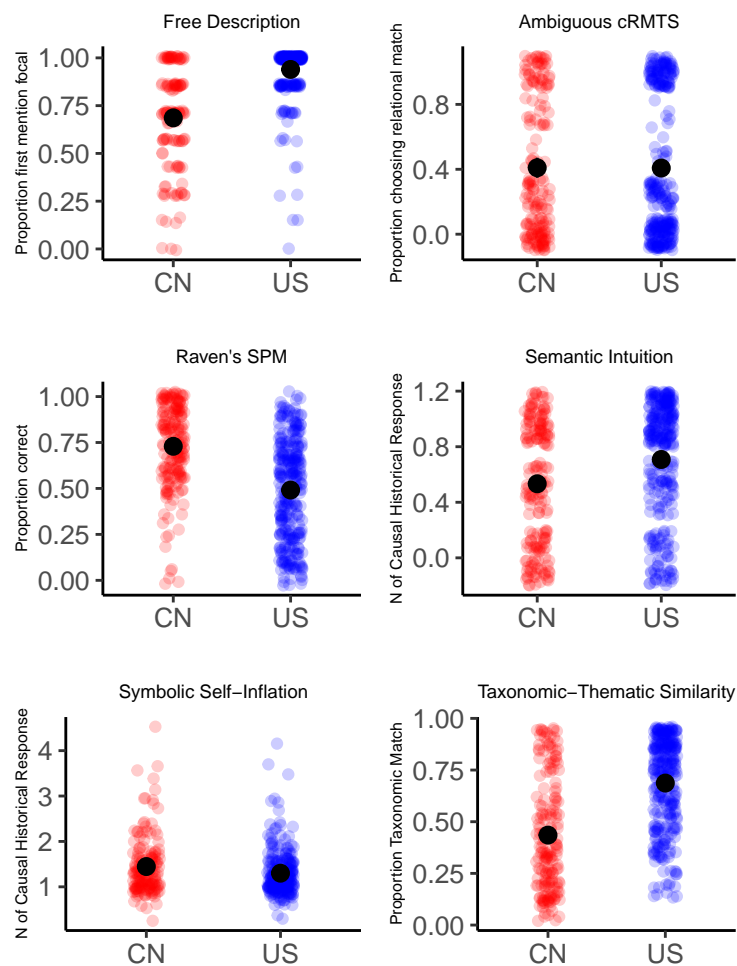 Free Description
Proportion first mention focal
1.00
0.75
0.50
0.25
0.00
CN US
Ambiguous cRMTS
Proportion choosing relational match
0.8
0.4
0.0
CN US
Raven's SPM
Proportion correct
1.00
0.75
0.50
0.25
0.00
CN US
Semantic Intuition
N of Causal Historical Response
1.2
0.8
0.4
0.0
CN US
Symbolic Self−Inflation
N of Causal Historical Response
4
3
2
1
CN US
Taxonomic−Thematic Similarity
Proportion Taxonomic Match
1.00
0.75
0.50
0.25
0.00
CN US